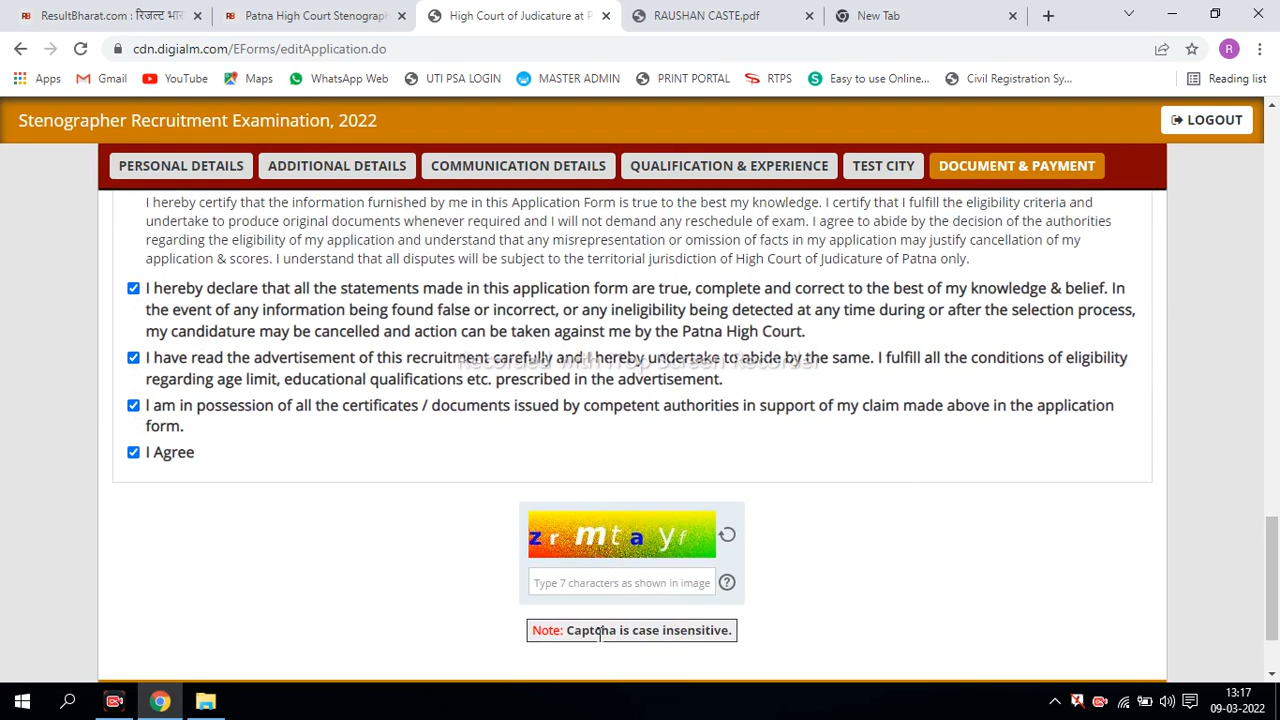 ResultBharat.com : रिजल्ट भार
Patna High Court Stenograph
High Court of Judicature at P
RAUSHAN CASTE.pdf
New Tab
cdn.digialm.com/EForms/editApplication.do
R
Apps
Gmail
YouTube
Maps
WhatsApp Web
UTI PSA LOGIN
MASTER ADMIN
PRINT PORTAL
RTPS
Easy to use Online...
Civil Registration Sy...
Reading list
Stenographer Recruitment Examination, 2022
LOGOUT
PERSONAL DETAILS
ADDITIONAL DETAILS
COMMUNICATION DETAILS
QUALIFICATION & EXPERIENCE
TEST CITY
DOCUMENT & PAYMENT
I hereby certify that the information furnished by me in this Application Form is true to the best my knowledge. I certify that I fulfill the eligibility criteria and
undertake to produce original documents whenever required and I will not demand any reschedule of exam. I agree to abide by the decision of the authorities
regarding the eligibility of my application and understand that any misrepresentation or omission of facts in my application may justify cancellation of my
application & scores. I understand that all disputes will be subject to the territorial jurisdiction of High Court of Judicature of Patna only.
I hereby declare that all the statements made in this application form are true, complete and correct to the best of my knowledge & belief. In
the event of any information being found false or incorrect, or any ineligibility being detected at any time during or after the selection process,
my candidature may be cancelled and action can be taken against me by the Patna High Court.
I have read the advertisement of this recruitment carefully and I hereby undertake to abide by the same. I fulfill all the conditions of eligibility
Recorded with iTop Screen Recorder
regarding age limit, educational qualifications etc. prescribed in the advertisement.
I am in possession of all the certificates / documents issued by competent authorities in support of my claim made above in the application
form.
I Agree
z r m t a y f
Type 7 characters as shown in image
Note: Captcha is case insensitive.
13:17
09-03-2022